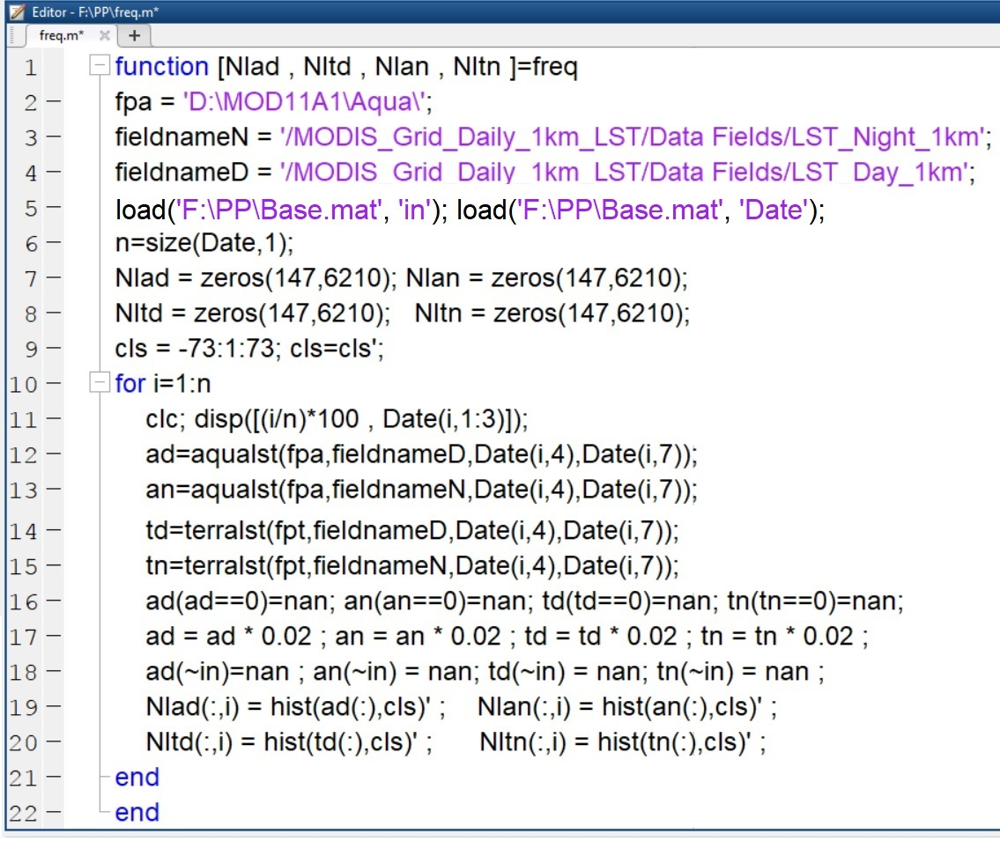 Editor - F:\PP\freq.m*
freq.m* × +
1 function [Nlad , Nltd , Nlan , Nltn ]=freq
2 – fpa = 'D:\MOD11A1\Aqua\';
3 – fieldnameN = '/MODIS_Grid_Daily_1km_LST/Data Fields/LST_Night_1km';
4 – fieldnameD = '/MODIS Grid Daily 1km LST/Data Fields/LST Day_1km';
5 – load('F:\PP\Base.mat', 'in'); load('F:\PP\Base.mat', 'Date');
6 – n=size(Date,1);
7 – Nlad = zeros(147,6210); Nlan = zeros(147,6210);
8 – Nltd = zeros(147,6210); Nltn = zeros(147,6210);
9 – cls = -73:1:73; cls=cls';
10 – for i=1:n
11 – clc; disp([(i/n)*100 , Date(i,1:3)]);
12 – ad=aqualst(fpa,fieldnameD,Date(i,4),Date(i,7));
13 – an=aqualst(fpa,fieldnameN,Date(i,4),Date(i,7));
14 – td=terralst(fpt,fieldnameD,Date(i,4),Date(i,7));
15 – tn=terralst(fpt,fieldnameN,Date(i,4),Date(i,7));
16 – ad(ad==0)=nan; an(an==0)=nan; td(td==0)=nan; tn(tn==0)=nan;
17 – ad = ad * 0.02 ; an = an * 0.02 ; td = td * 0.02 ; tn = tn * 0.02 ;
18 – ad(~in)=nan ; an(~in) = nan; td(~in) = nan; tn(~in) = nan ;
19 – Nlad(:,i) = hist(ad(:),cls)' ; Nlan(:,i) = hist(an(:),cls)' ;
20 – Nltd(:,i) = hist(td(:),cls)' ; Nltn(:,i) = hist(tn(:),cls)' ;
21 – end
22 – end